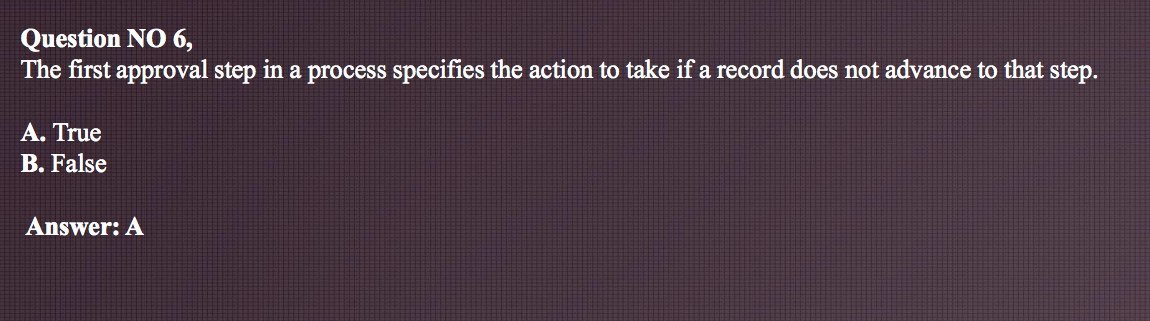 Question NO 6,
The first approval step in a process specifies the action to take if a record does not advance to that step.
A. True
B. False
Answer: A